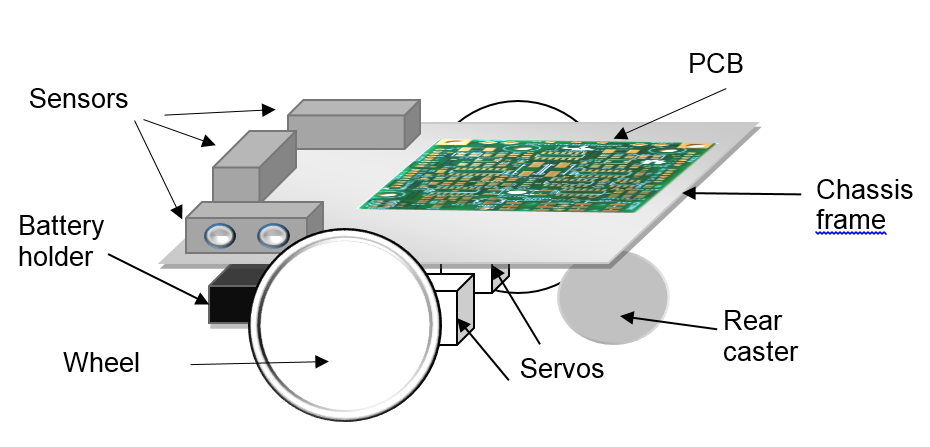 PCB
Sensors
Chassis
frame
Battery
holder
Rear
caster
Wheel
Servos